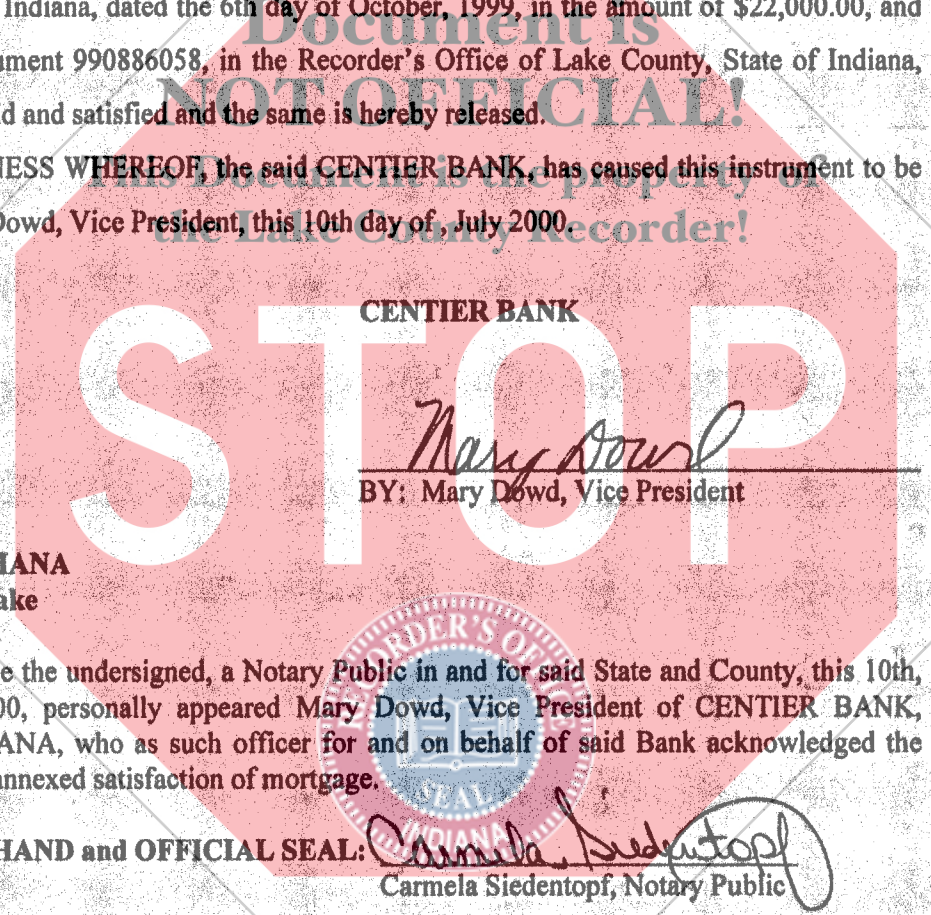 Document is
Indiana, dated the 6th day of October, 1999, in the amount of $22,000.00, and
ument 990886058, in the Recorder's Office of Lake County, State of Indiana,
NOT OFFICIAL!
d and satisfied and the same is hereby released.
This Document is the property of
NESS WHEREOF, the said CENTIER BANK, has caused this instrument to be
the Lake County Recorder!
Dowd, Vice President, this 10th day of , July 2000.
CENTIER BANK
STOP
Mary Dowd
BY: Mary Dowd, Vice President
IANA
ake
RECORDER'S OFFICE
e the undersigned, a Notary Public in and for said State and County, this 10th,
00, personally appeared Mary Dowd, Vice President of CENTIER BANK,
ANA, who as such officer for and on behalf of said Bank acknowledged the
annexed satisfaction of mortgage.
SEAL
INDIANA
HAND and OFFICIAL SEAL: Carmela Siedentopf
Carmela Siedentopf, Notary Public